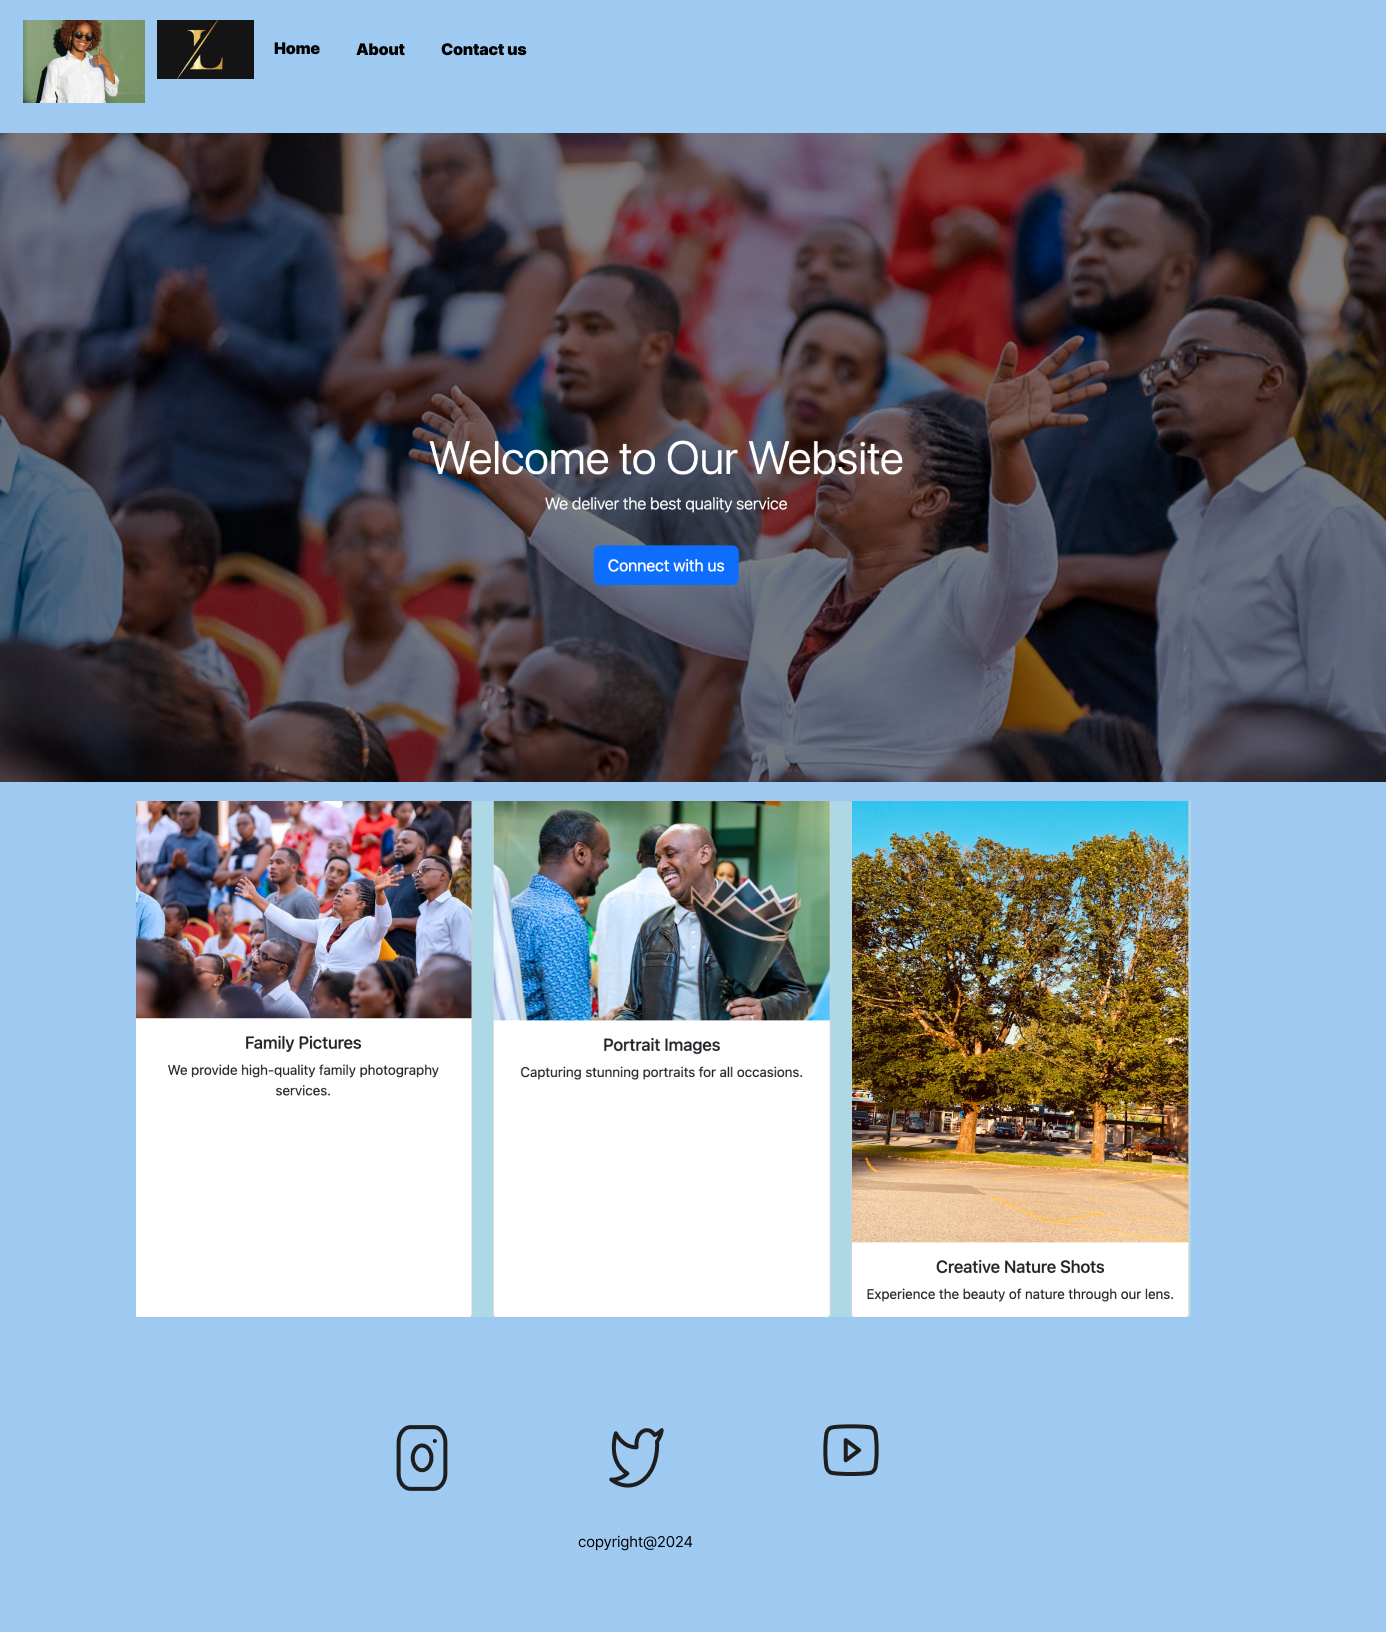 Home About Contact us
Welcome to Our Website
We deliver the best quality service
Connect with us
Family Pictures
We provide high-quality family photography
services.
Portrait Images
Capturing stunning portraits for all occasions.
Creative Nature Shots
Experience the beauty of nature through our lens.
copyright@2024